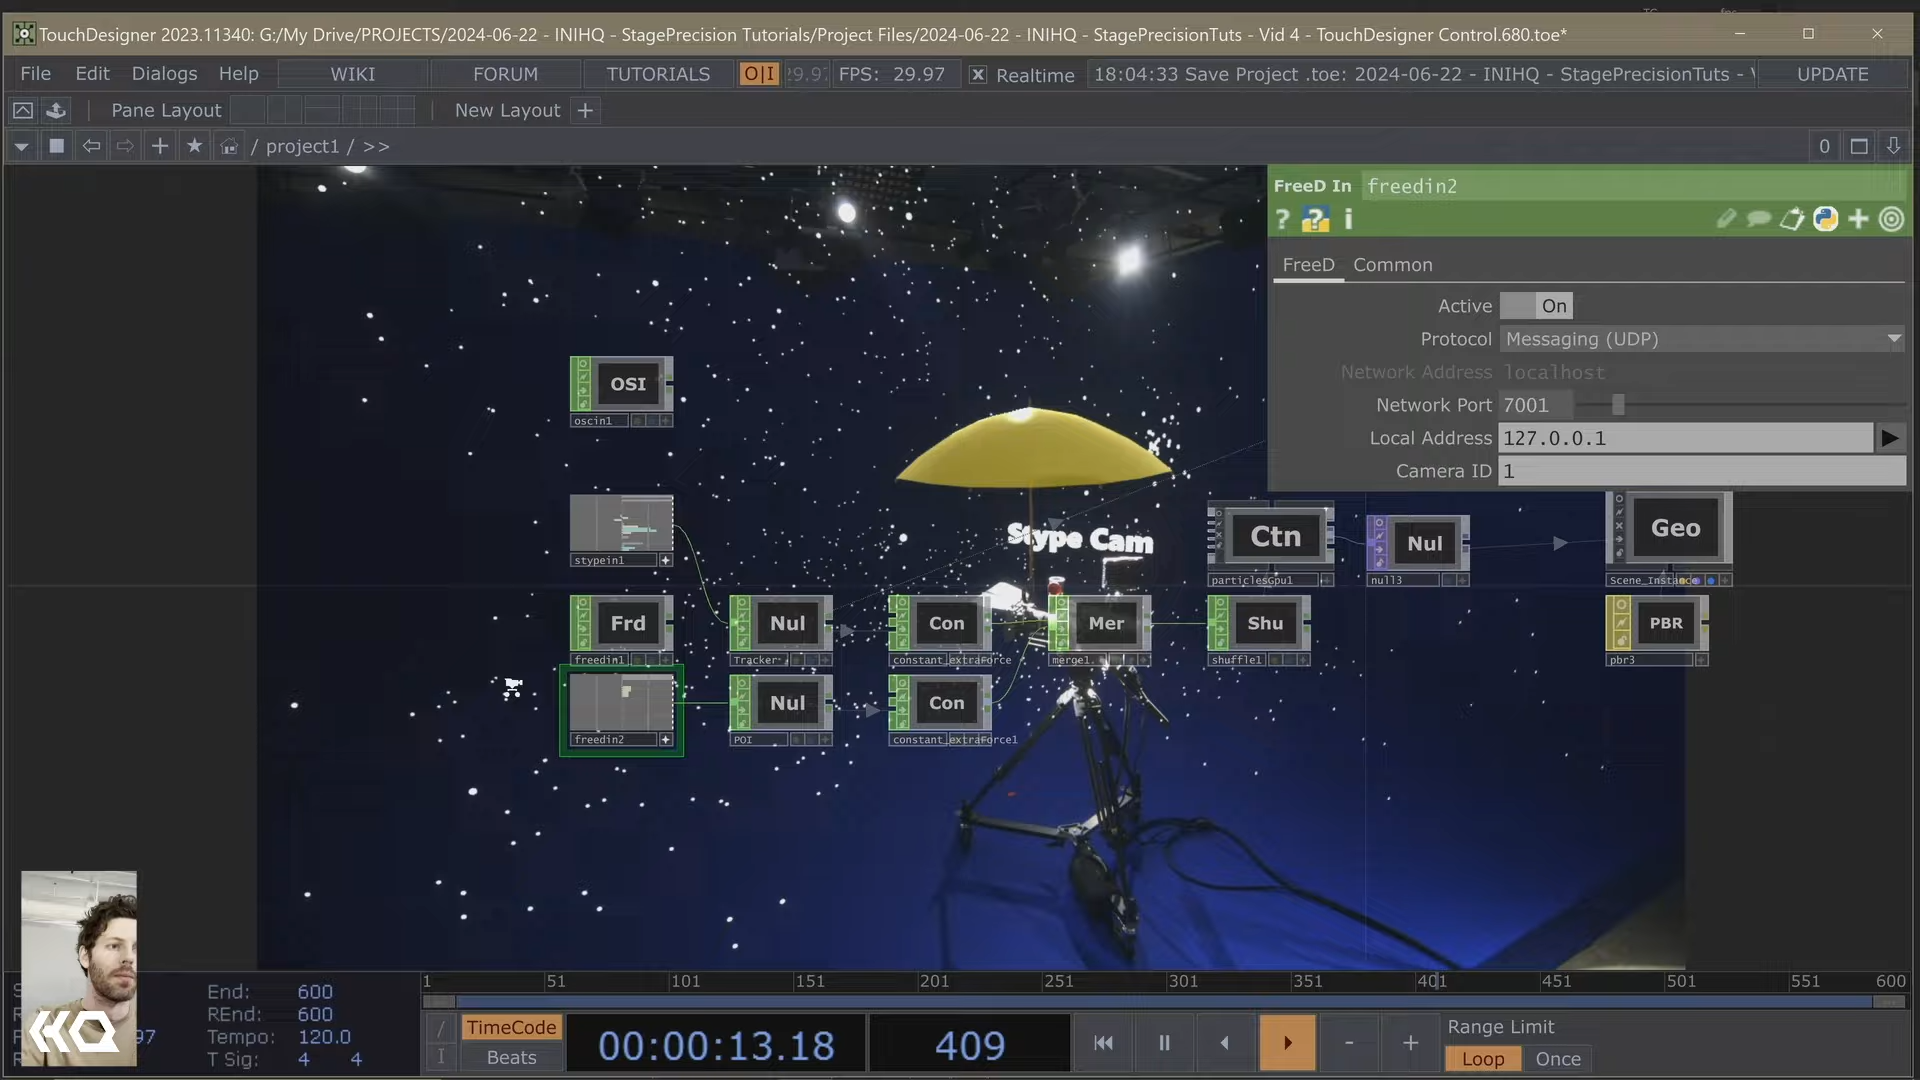 TouchDesigner 2023.11340: G:/My Drive/PROJECTS/2024-06-22 - INIHQ - StagePrecision Tutorials/Project Files/2024-06-22 - INIHQ - StagePrecisionTuts - Vid 4 - TouchDesigner Control.680.toe*
File Edit Dialogs Help WIKI FORUM TUTORIALS O|I FPS: 29.97 X Realtime 18:04:33 Save Project .toe: 2024-06-22 - INIHQ - StagePrecisionTuts - UPDATE
Pane Layout New Layout +
/ project1 / >> 0
FreeD In freedin2
? ? i
FreeD Common
Active On
Protocol Messaging (UDP)
Network Address localhost
Network Port 7001
Local Address 127.0.0.1
Camera ID 1
OSI
oscin1
Stype Cam
stypein1
Ctn
particlesGpu1
Nul
null3
Geo
Frd
freedin1
Nul
Tracker
Con
constant_extraForce
Mer
merge1
Shu
shuffle1
PBR
pbr3
freedin2
Nul
POI
Con
constant_extraForce1
1 51 101 151 201 251 301 351 401 451 501 551 600
End: 600
REnd: 600
Tempo: 120.0
T Sig: 4 4
97
HQ
TimeCode
Beats
00:00:13.18
409
- +
Range Limit
Loop Once